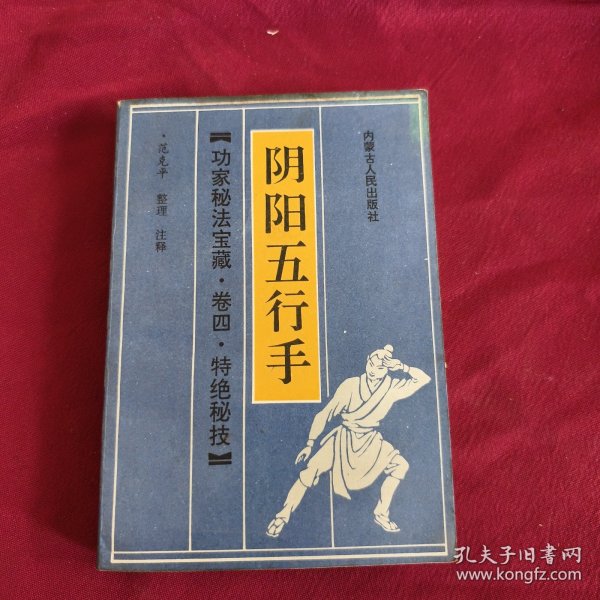 内蒙古人民出版社
阴阳五行手
【功家秘法宝藏·卷四·特绝秘技】
·范克平 整理 注释
孔夫子旧书网
www.kongfz.com